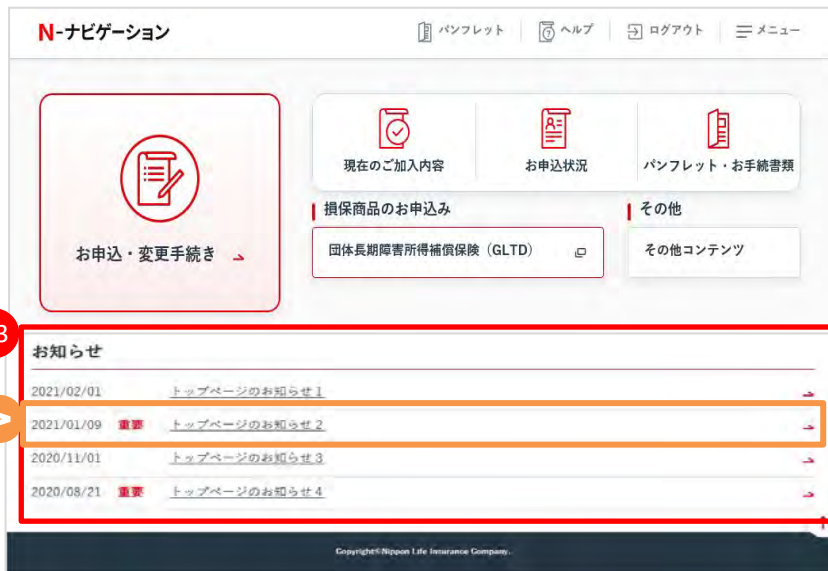 N-ナビゲーション
パンフレット
ヘルプ
ログアウト
メニュー
お申込・変更手続き
現在のご加入内容
お申込状況
パンフレット・お手続書類
損保商品のお申込み
団体長期障害所得補償保険（GLTD）
その他
その他コンテンツ
3
お知らせ
2021/02/01 トップページのお知らせ1
2021/01/09 重要 トップページのお知らせ2
2020/11/01 トップページのお知らせ3
2020/08/21 重要 トップページのお知らせ4
Copyright©Nippon Life Insurance Company.